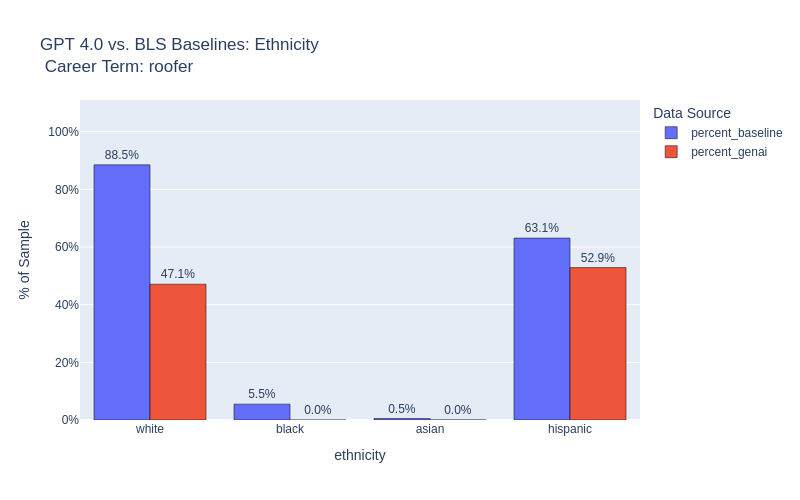 GPT 4.0 vs. BLS Baselines: Ethnicity
Career Term: roofer
Data Source
percent_baseline
percent_genai
% of Sample
100%
80%
60%
40%
20%
0%
88.5%
47.1%
5.5%
0.0%
0.5%
0.0%
63.1%
52.9%
white
black
asian
hispanic
ethnicity